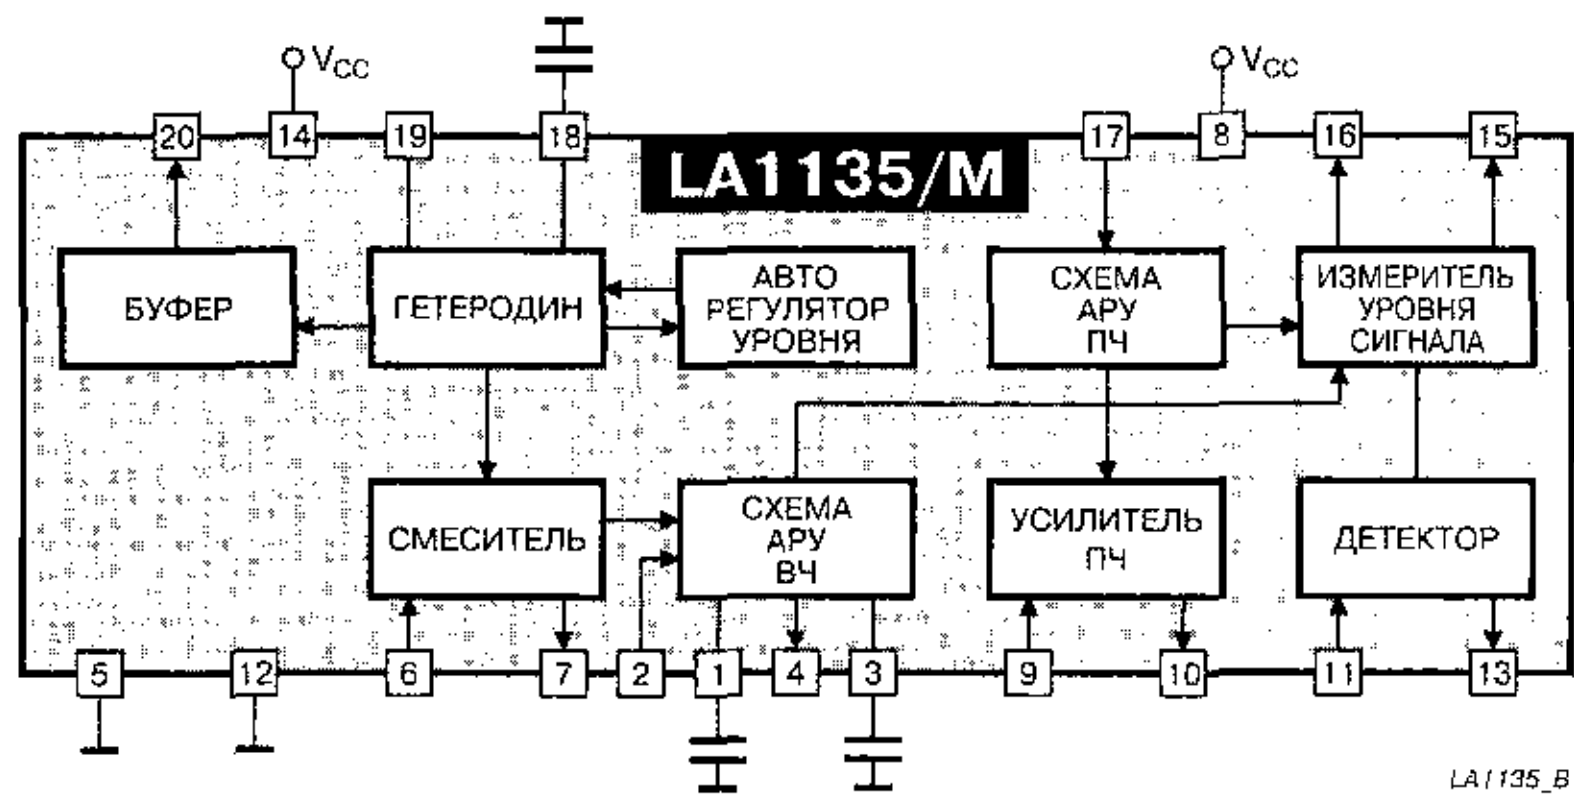 V_CC
V_CC
20
14
19
18
17
8
16
15
LA1135/M
БУФЕР
ГЕТЕРОДИН
АВТО
РЕГУЛЯТОР
УРОВНЯ
СХЕМА
АРУ
ПЧ
ИЗМЕРИТЕЛЬ
УРОВНЯ
СИГНАЛА
СМЕСИТЕЛЬ
СХЕМА
АРУ
ВЧ
УСИЛИТЕЛЬ
ПЧ
ДЕТЕКТОР
5
12
6
7
2
1
4
3
9
10
11
13
LA1135_B